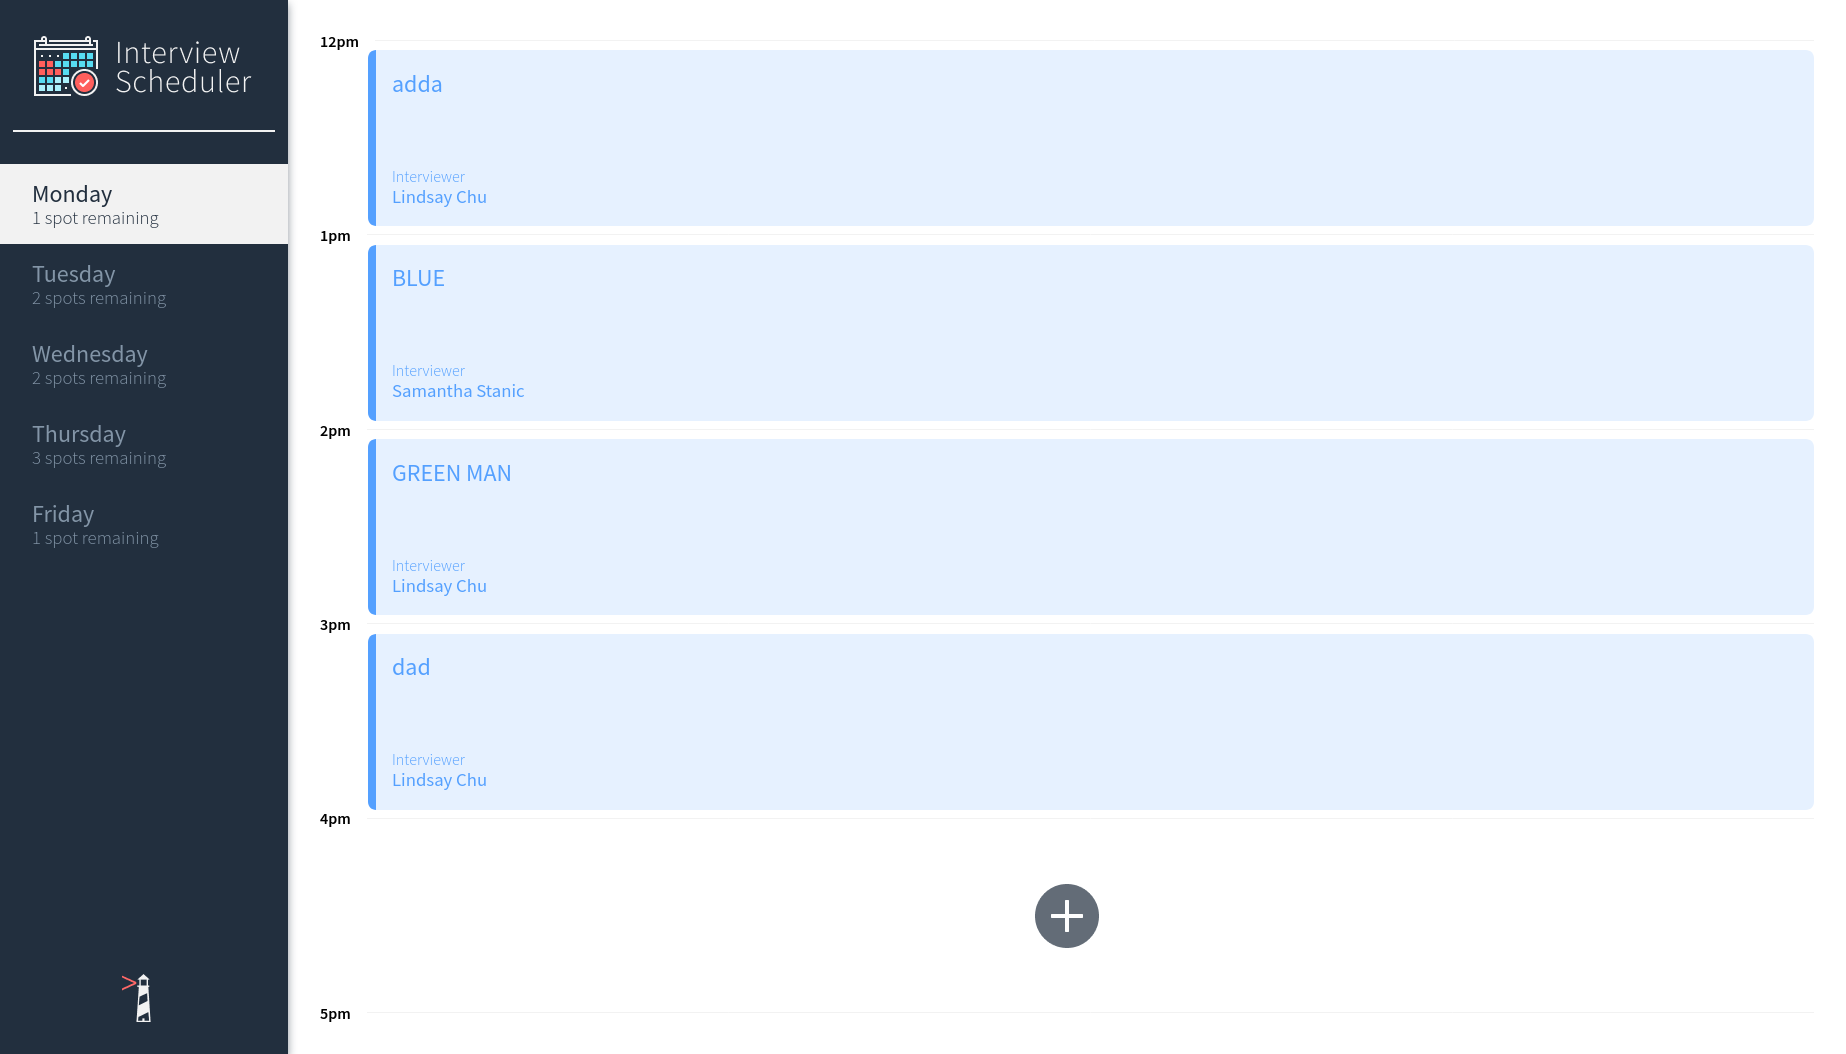 Interview
Scheduler
Monday
1 spot remaining
Tuesday
2 spots remaining
Wednesday
2 spots remaining
Thursday
3 spots remaining
Friday
1 spot remaining
12pm
adda
Interviewer
Lindsay Chu
1pm
BLUE
Interviewer
Samantha Stanic
2pm
GREEN MAN
Interviewer
Lindsay Chu
3pm
dad
Interviewer
Lindsay Chu
4pm
5pm